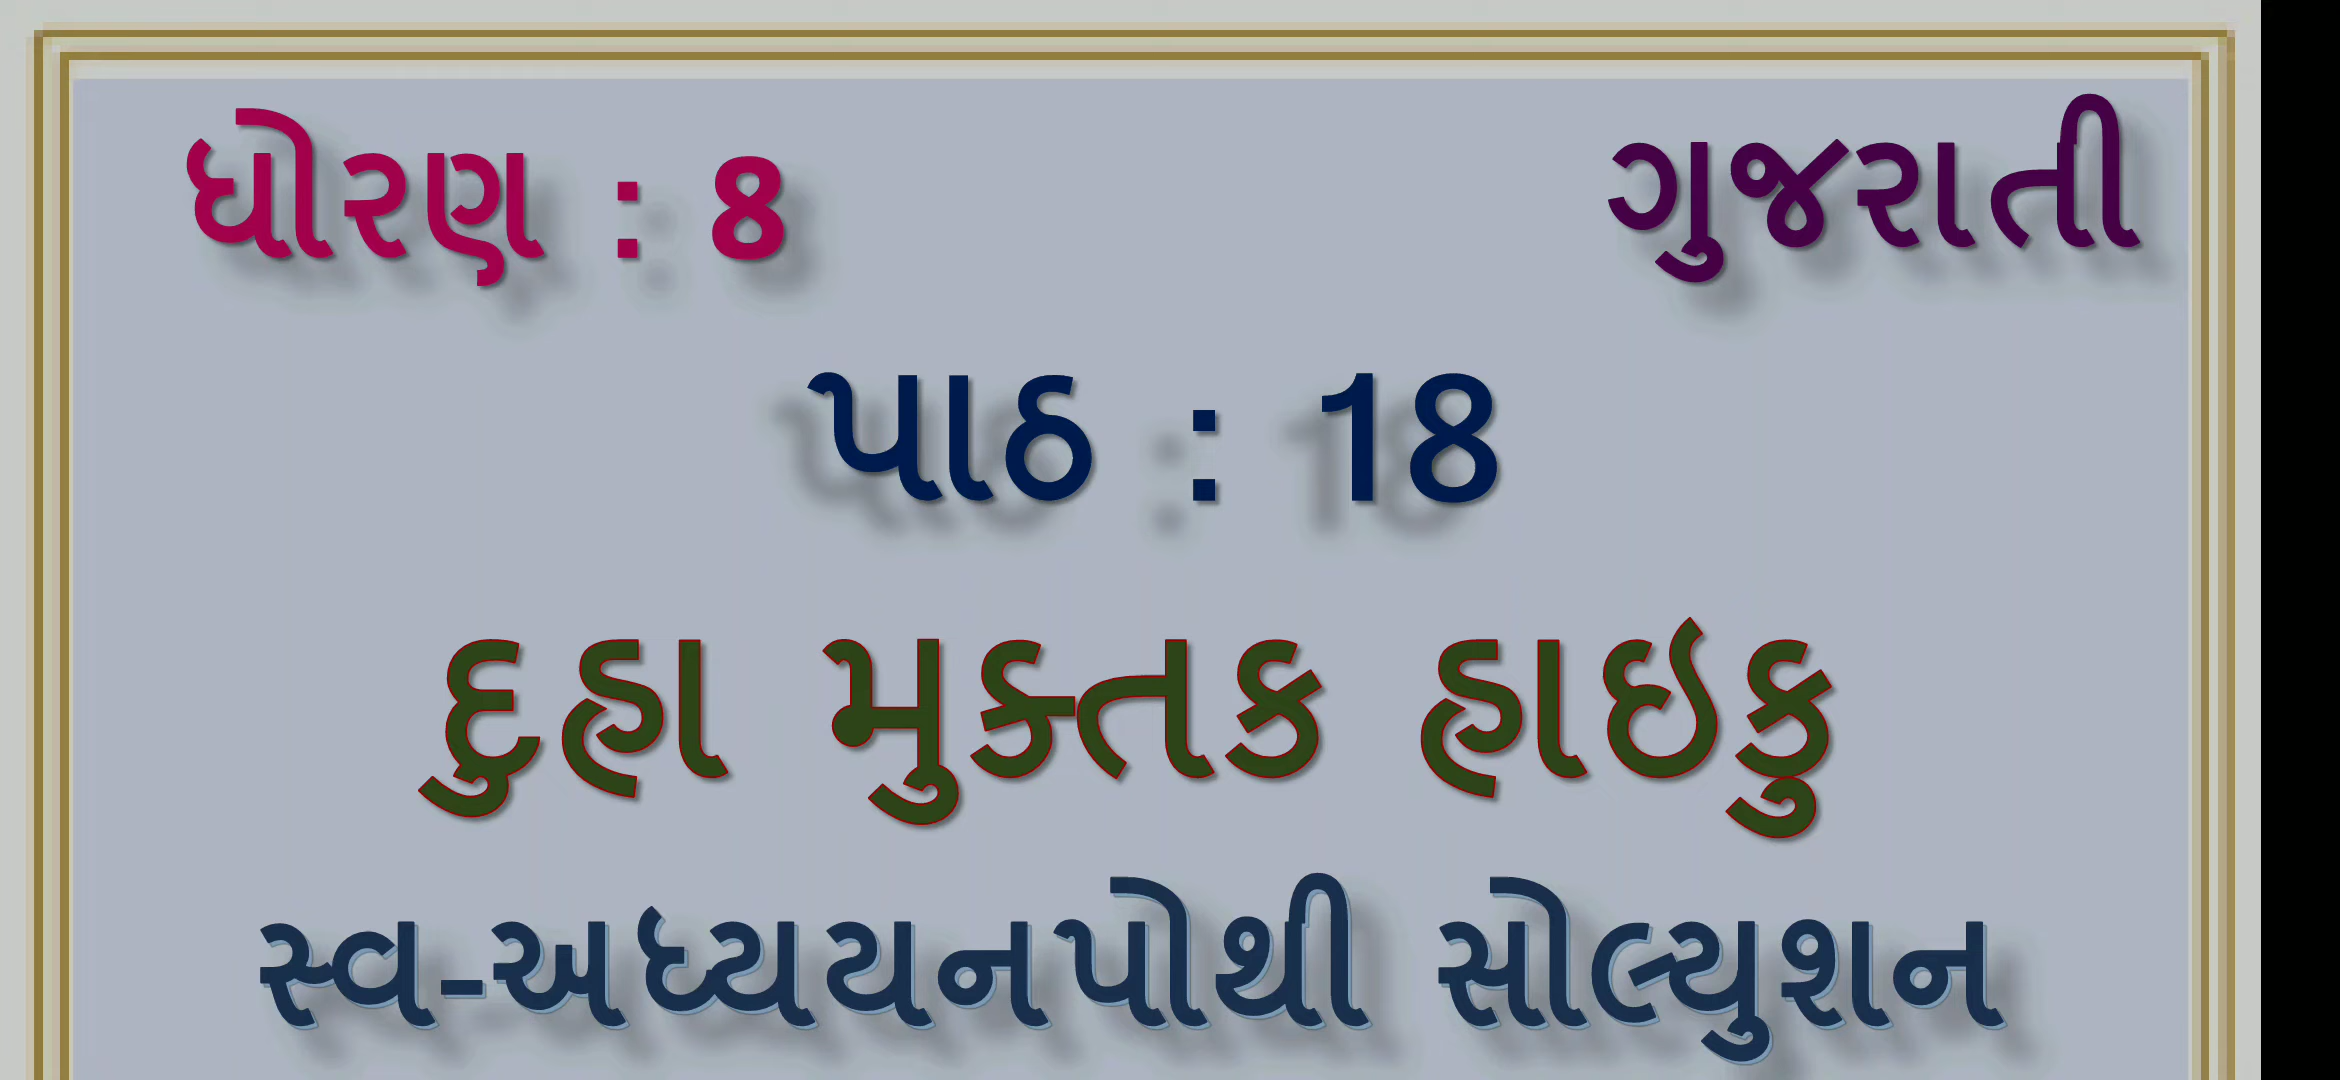 ધોરણ : 8 ગુજરાતી
પાઠ : 18
દુહા મુક્તક હાઇકુ
સ્વ-અધ્યયનપોથી સોલ્યુશન